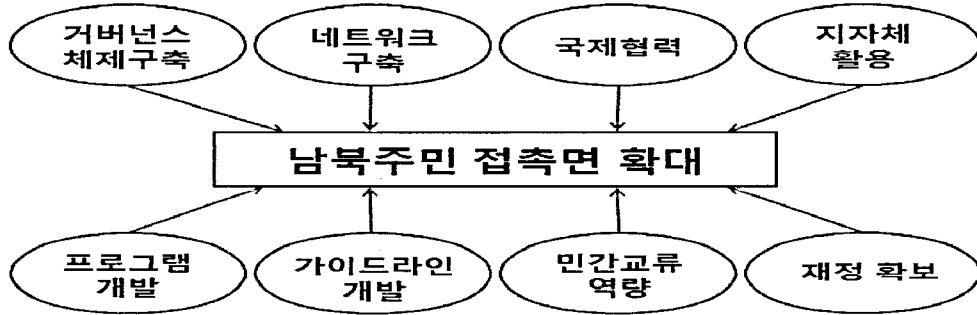 거버넌스
체제구축
네트워크
구축
국제협력
지자체
활용
남북주민 접촉면 확대
프로그램
개발
가이드라인
개발
민간교류
역량
재정 확보